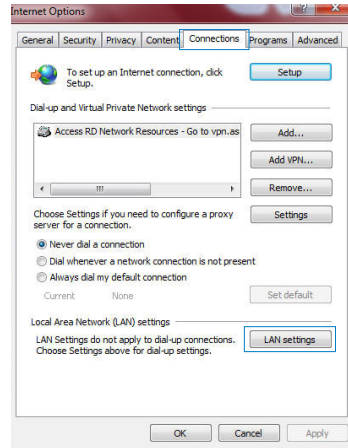 Internet Options
General Security Privacy Content Connections Programs Advanced
To set up an Internet connection, click
Setup.
Setup
Dial-up and Virtual Private Network settings
Access RD Network Resources - Go to vpn.as
Add...
Add VPN...
Remove...
Choose Settings if you need to configure a proxy
server for a connection.
Settings
Never dial a connection
Dial whenever a network connection is not present
Always dial my default connection
Current None
Set default
Local Area Network (LAN) settings
LAN Settings do not apply to dial-up connections.
Choose Settings above for dial-up settings.
LAN settings
OK Cancel Apply